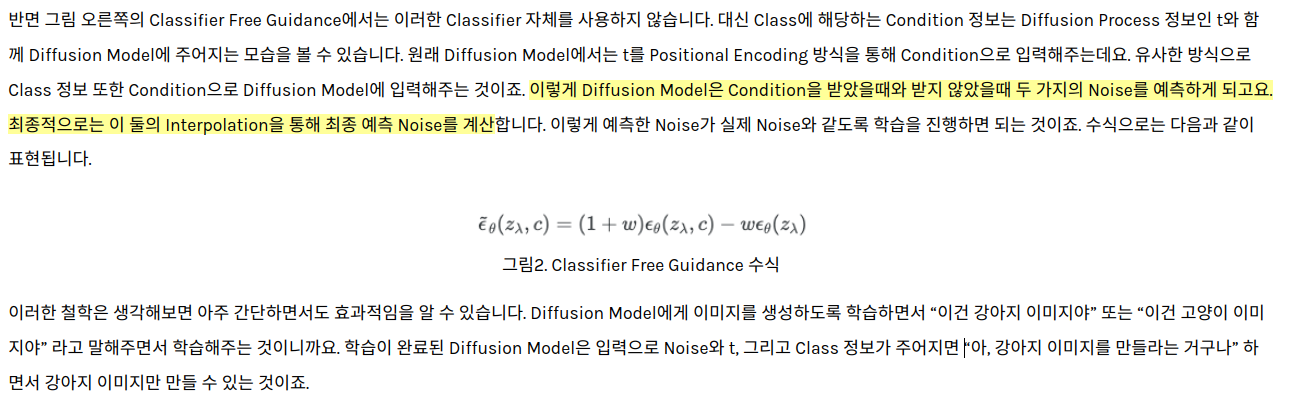 반면 그림 오른쪽의 Classifier Free Guidance에서는 이러한 Classifier 자체를 사용하지 않습니다. 대신 Class에 해당하는 Condition 정보는 Diffusion Process 정보인 t와 함
께 Diffusion Model에 주어지는 모습을 볼 수 있습니다. 원래 Diffusion Model에서는 t를 Positional Encoding 방식을 통해 Condition으로 입력해주는데요. 유사한 방식으로
Class 정보 또한 Condition으로 Diffusion Model에 입력해주는 것이죠. 이렇게 Diffusion Model은 Condition을 받았을때와 받지 않았을때 두 가지의 Noise를 예측하게 되고요.
최종적으로는 이 둘의 Interpolation을 통해 최종 예측 Noise를 계산합니다. 이렇게 예측한 Noise가 실제 Noise와 같도록 학습을 진행하면 되는 것이죠. 수식으로는 다음과 같이
표현됩니다.
ϵ̃θ(zλ, c) = (1 + w)ϵθ(zλ, c) − wϵθ(zλ)
그림2. Classifier Free Guidance 수식
이러한 철학은 생각해보면 아주 간단하면서도 효과적임을 알 수 있습니다. Diffusion Model에게 이미지를 생성하도록 학습하면서 “이건 강아지 이미지야” 또는 “이건 고양이 이미
지야” 라고 말해주면서 학습해주는 것이니까요. 학습이 완료된 Diffusion Model은 입력으로 Noise와 t, 그리고 Class 정보가 주어지면 “아, 강아지 이미지를 만들라는 거구나” 하
면서 강아지 이미지만 만들 수 있는 것이죠.